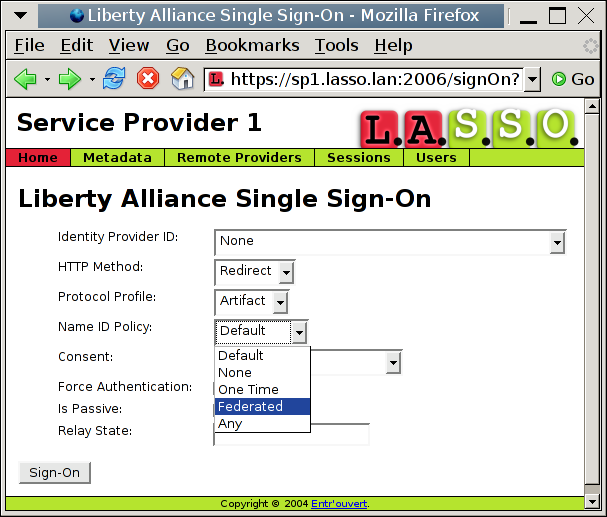 Liberty Alliance Single Sign-On - Mozilla Firefox
File Edit View Go Bookmarks Tools Help
L. https://sp1.lasso.lan:2006/signOn? Go
Service Provider 1 L.A.S.S.O.
Home Metadata Remote Providers Sessions Users
Liberty Alliance Single Sign-On
Identity Provider ID: None
HTTP Method: Redirect
Protocol Profile: Artifact
Name ID Policy: Default
Default
Consent:
None
Force Authentication: One Time
Is Passive: Federated
Any
Relay State:
Sign-On
Copyright © 2004 Entr'ouvert.